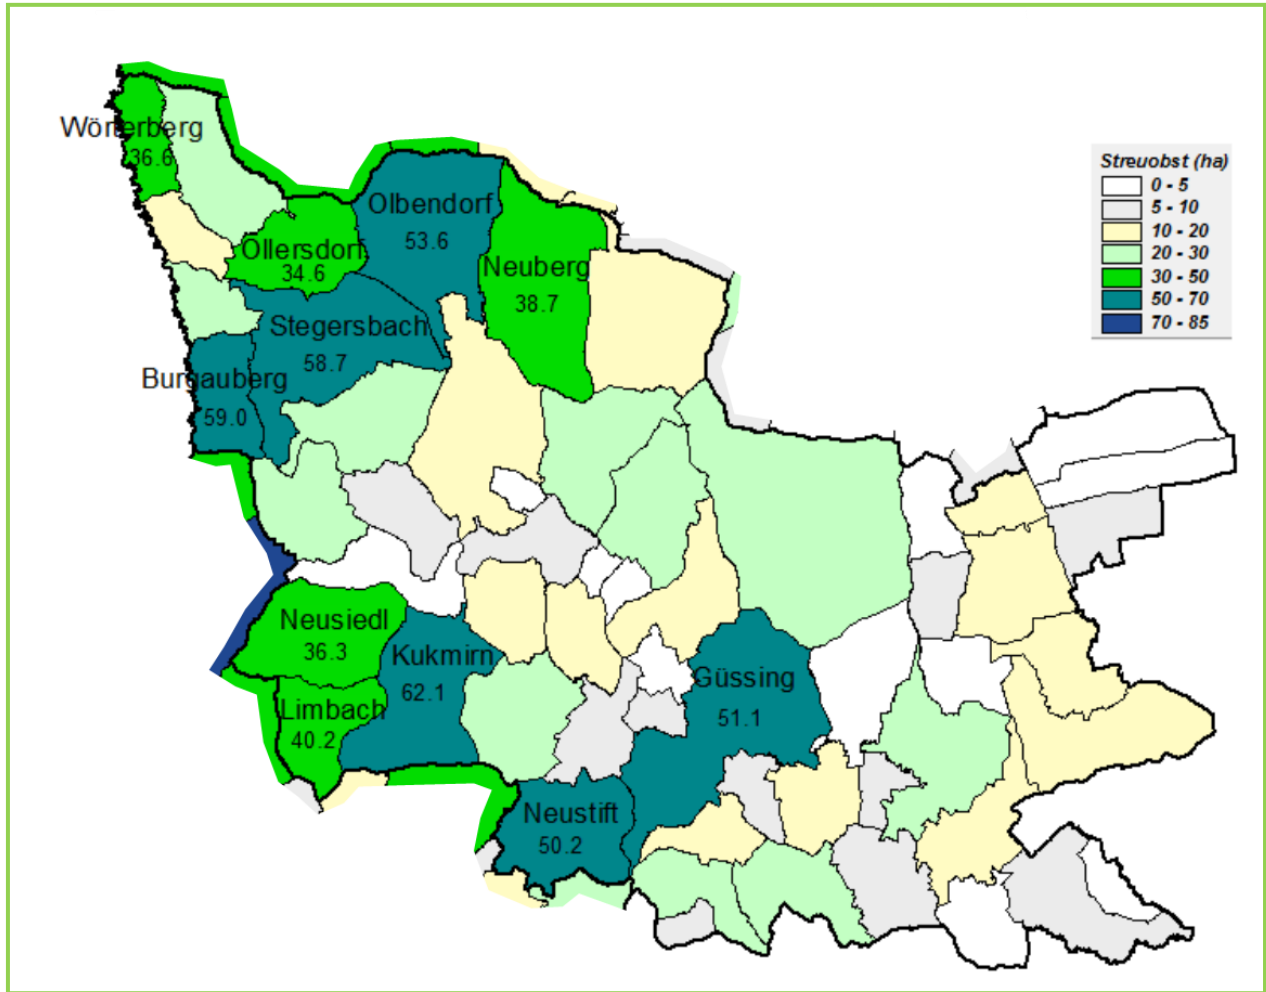 Wörterberg
36.6
Olbendorf
53.6
Ollersdorf
34.6
Neuberg
38.7
Stegersbach
58.7
Burgauberg
59.0
Streuobst (ha)
0 - 5
5 - 10
10 - 20
20 - 30
30 - 50
50 - 70
70 - 85
Neusiedl
36.3
Kukmirn
62.1
Limbach
40.2
Güssing
51.1
Neustift
50.2